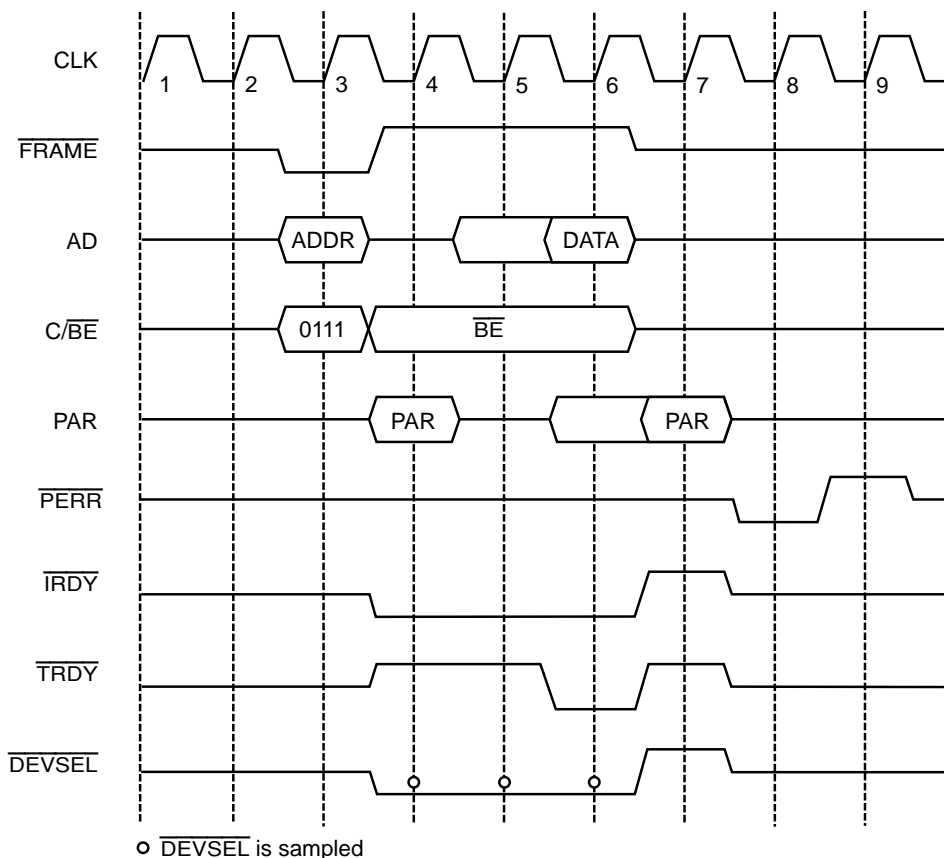 CLK
1 2 3 4 5 6 7 8 9
FRAME
AD
ADDR
DATA
C/BE
0111
BE
PAR
PAR
PAR
PERR
IRDY
TRDY
DEVSEL
DEVSEL is sampled